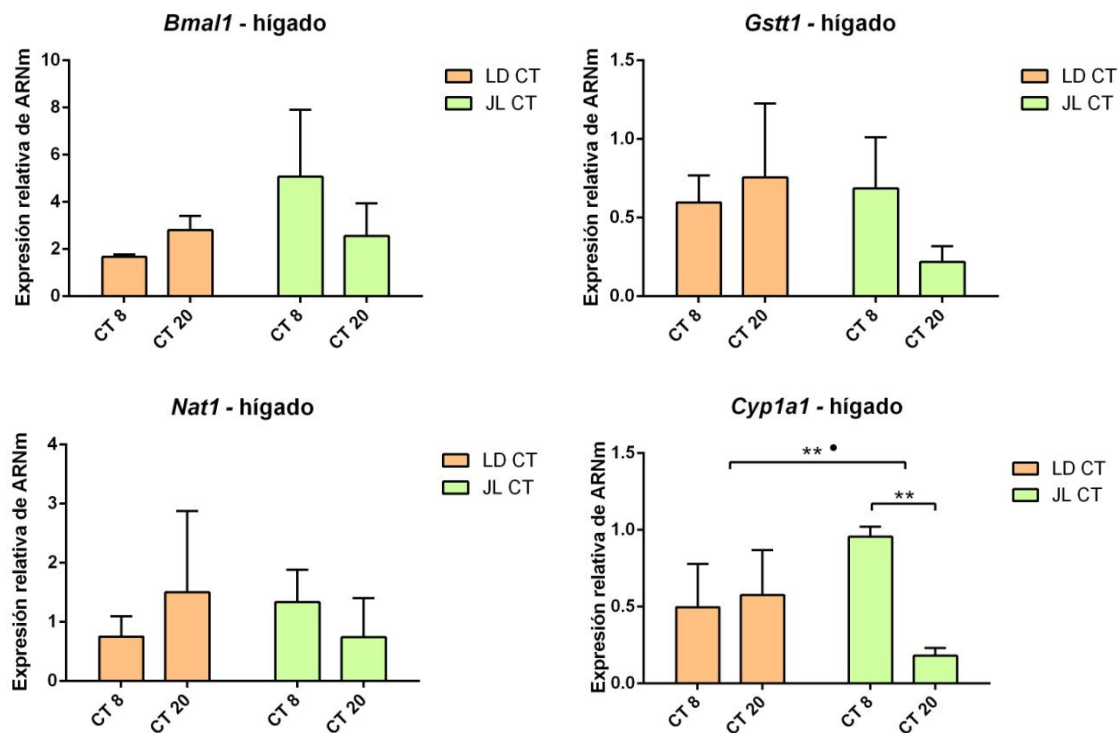 Bmal1 - hígado
Expresión relativa de ARNm
10
8
6
4
2
0
CT 8
CT 20
CT 8
CT 20
LD CT
JL CT
Gstt1 - hígado
Expresión relativa de ARNm
1.5
1.0
0.5
0.0
CT 8
CT 20
CT 8
CT 20
LD CT
JL CT
Nat1 - hígado
Expresión relativa de ARNm
4
3
2
1
0
CT 8
CT 20
CT 8
CT 20
LD CT
JL CT
Cyp1a1 - hígado
Expresión relativa de ARNm
1.5
1.0
0.5
0.0
** •
**
CT 8
CT 20
CT 8
CT 20
LD CT
JL CT